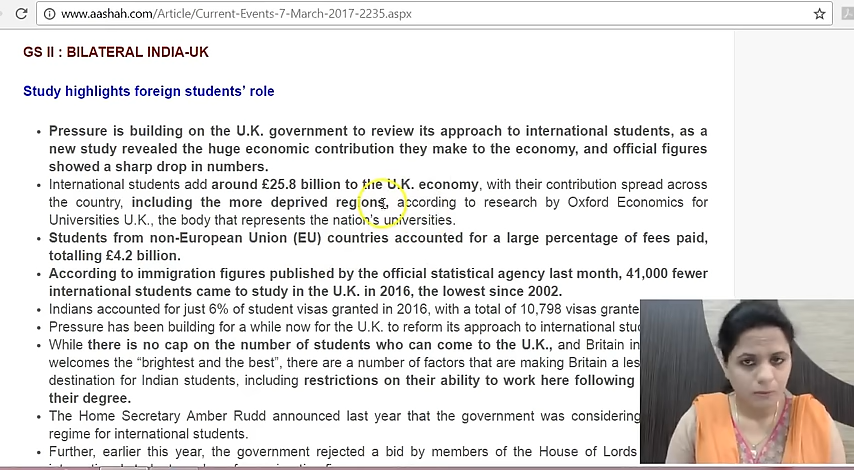 www.aashah.com/Article/Current-Events-7-March-2017-2235.aspx
GS II : BILATERAL INDIA-UK
Study highlights foreign students' role
• Pressure is building on the U.K. government to review its approach to international students, as a
new study revealed the huge economic contribution they make to the economy, and official figures
showed a sharp drop in numbers.
• International students add around £25.8 billion to the U.K. economy, with their contribution spread across
the country, including the more deprived regions, according to research by Oxford Economics for
Universities U.K., the body that represents the nation's universities.
• Students from non-European Union (EU) countries accounted for a large percentage of fees paid,
totalling £4.2 billion.
• According to immigration figures published by the official statistical agency last month, 41,000 fewer
international students came to study in the U.K. in 2016, the lowest since 2002.
• Indians accounted for just 6% of student visas granted in 2016, with a total of 10,798 visas grante
• Pressure has been building for a while now for the U.K. to reform its approach to international stu
• While there is no cap on the number of students who can come to the U.K., and Britain in
welcomes the “brightest and the best”, there are a number of factors that are making Britain a les
destination for Indian students, including restrictions on their ability to work here following
their degree.
• The Home Secretary Amber Rudd announced last year that the government was considering
regime for international students.
• Further, earlier this year, the government rejected a bid by members of the House of Lords